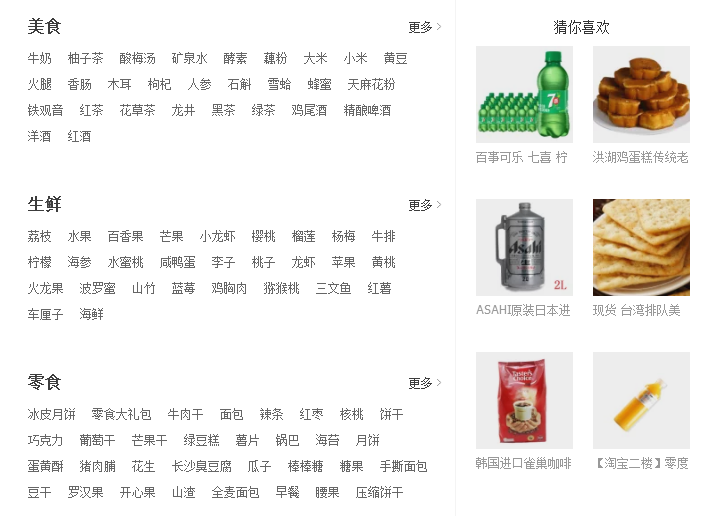 美食 更多 >
牛奶 柚子茶 酸梅汤 矿泉水 酵素 藕粉 大米 小米 黄豆
火腿 香肠 木耳 枸杞 人参 石斛 雪蛤 蜂蜜 天麻花粉
铁观音 红茶 花草茶 龙井 黑茶 绿茶 鸡尾酒 精酿啤酒
洋酒 红酒
生鲜 更多 >
荔枝 水果 百香果 芒果 小龙虾 樱桃 榴莲 杨梅 牛排
柠檬 海参 水蜜桃 咸鸭蛋 李子 桃子 龙虾 苹果 黄桃
火龙果 波罗蜜 山竹 蓝莓 鸡胸肉 猕猴桃 三文鱼 红薯
车厘子 海鲜
零食 更多 >
冰皮月饼 零食大礼包 牛肉干 面包 辣条 红枣 核桃 饼干
巧克力 葡萄干 芒果干 绿豆糕 薯片 锅巴 海苔 月饼
蛋黄酥 猪肉脯 花生 长沙臭豆腐 瓜子 棒棒糖 糖果 手撕面包
豆干 罗汉果 开心果 山渣 全麦面包 早餐 腰果 压缩饼干
猜你喜欢
7
百事可乐 七喜 柠
洪湖鸡蛋糕传统老
Asahi
2L
ASAHI原装日本进
现货 台湾排队美
Taster's Choice
韩国进口雀巢咖啡
【淘宝二楼】零度